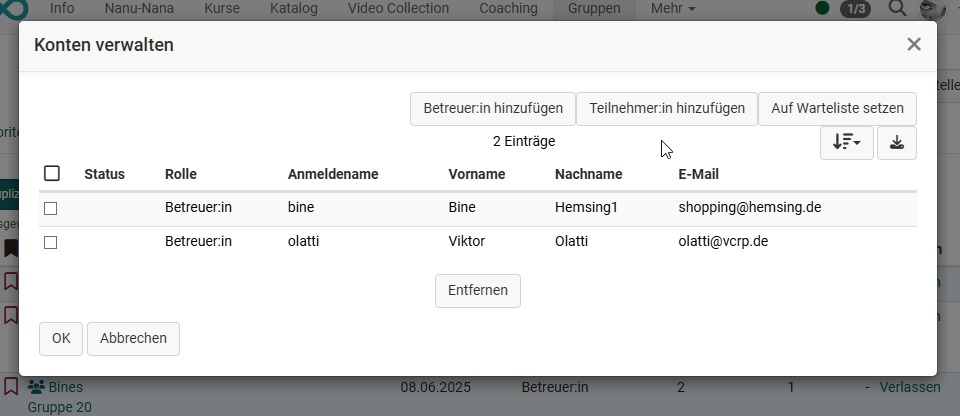 Info Nanu-Nana Kurse Katalog Video Collection Coaching Gruppen Mehr 1/3
Konten verwalten
Betreuer:in hinzufügen Teilnehmer:in hinzufügen Auf Warteliste setzen
2 Einträge
Status Rolle Anmeldename Vorname Nachname E-Mail
Betreuer:in bine Bine Hemsing1 shopping@hemsing.de
Betreuer:in olatti Viktor Olatti olatti@vcrp.de
Entfernen
OK Abbrechen
Bines 08.06.2025 Betreuer:in 2 1 - Verlassen
Gruppe 20